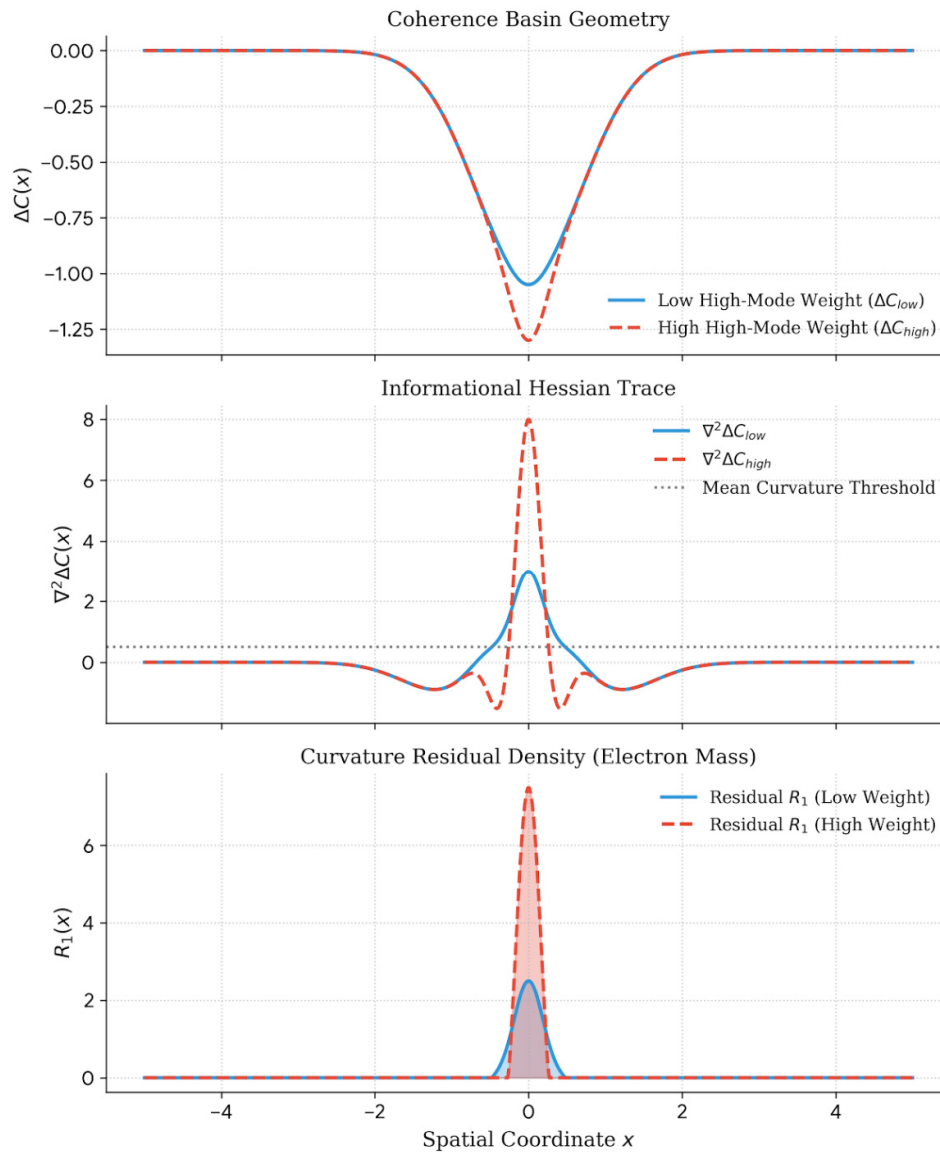 Coherence Basin Geometry
0.00
−0.25
−0.50
−0.75
−1.00
−1.25
ΔC(x)
Low High-Mode Weight (ΔC_low)
High High-Mode Weight (ΔC_high)
Informational Hessian Trace
8
6
4
2
0
∇²ΔC(x)
∇²ΔC_low
∇²ΔC_high
Mean Curvature Threshold
Curvature Residual Density (Electron Mass)
6
4
2
0
R₁(x)
Residual R₁ (Low Weight)
Residual R₁ (High Weight)
−4 −2 0 2 4
Spatial Coordinate x